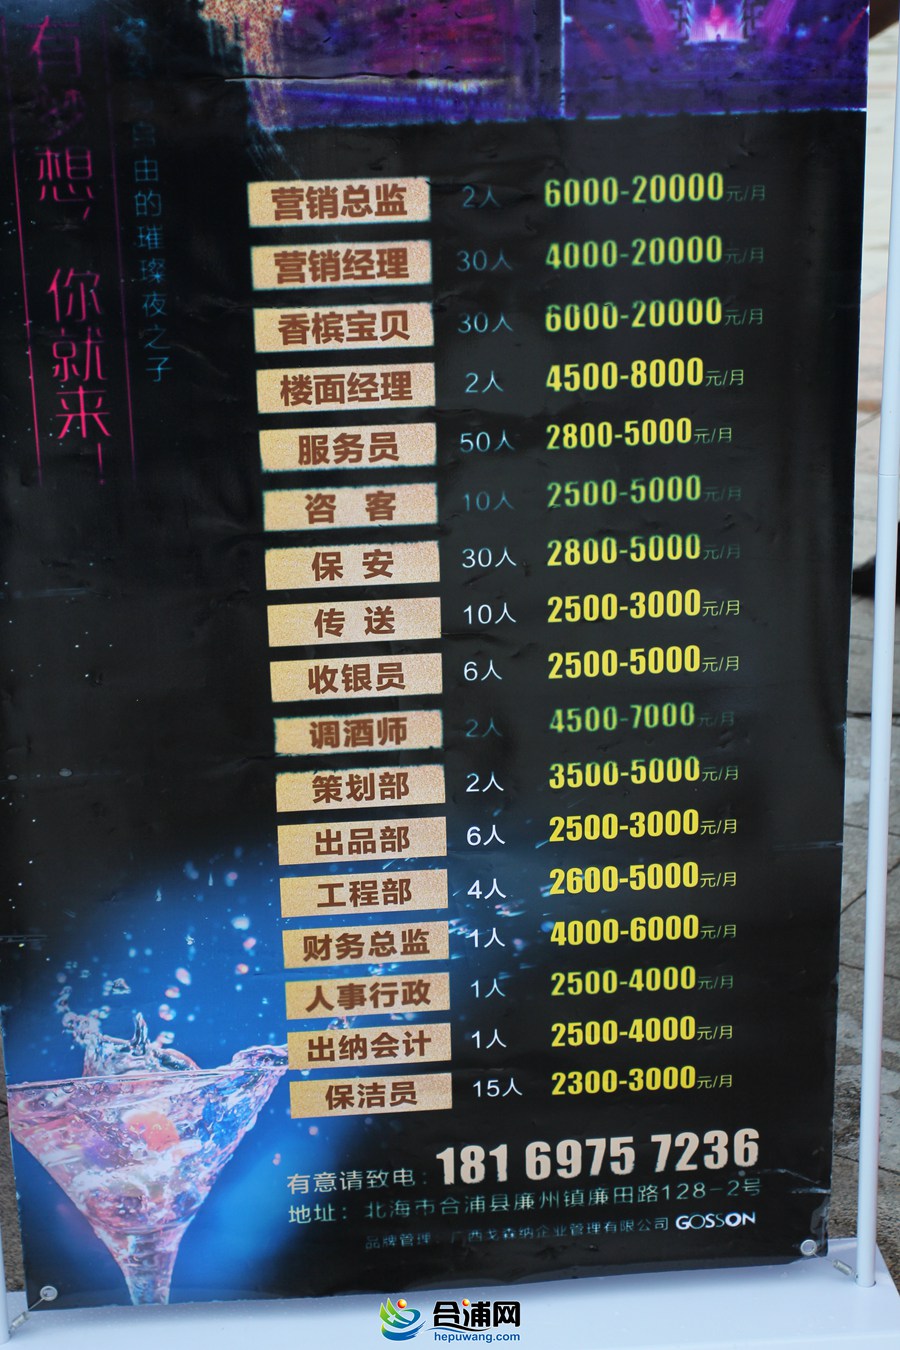 有梦想，你就来！
自由的璀璨夜之子
营销总监 2人 6000-20000元/月
营销经理 30人 4000-20000元/月
香槟宝贝 30人 6000-20000元/月
楼面经理 2人 4500-8000元/月
服务员 50人 2800-5000元/月
咨客 10人 2500-5000元/月
保安 30人 2800-5000元/月
传送 10人 2500-3000元/月
收银员 6人 2500-5000元/月
调酒师 2人 4500-7000元/月
策划部 2人 3500-5000元/月
出品部 6人 2500-3000元/月
工程部 4人 2600-5000元/月
财务总监 1人 4000-6000元/月
人事行政 1人 2500-4000元/月
出纳会计 1人 2500-4000元/月
保洁员 15人 2300-3000元/月
有意请致电：181 6975 7236
地址：北海市合浦县廉州镇廉田路128-2号
品牌管理：广西戈森纳企业管理有限公司 GOSSON
合浦网
hepuwang.com